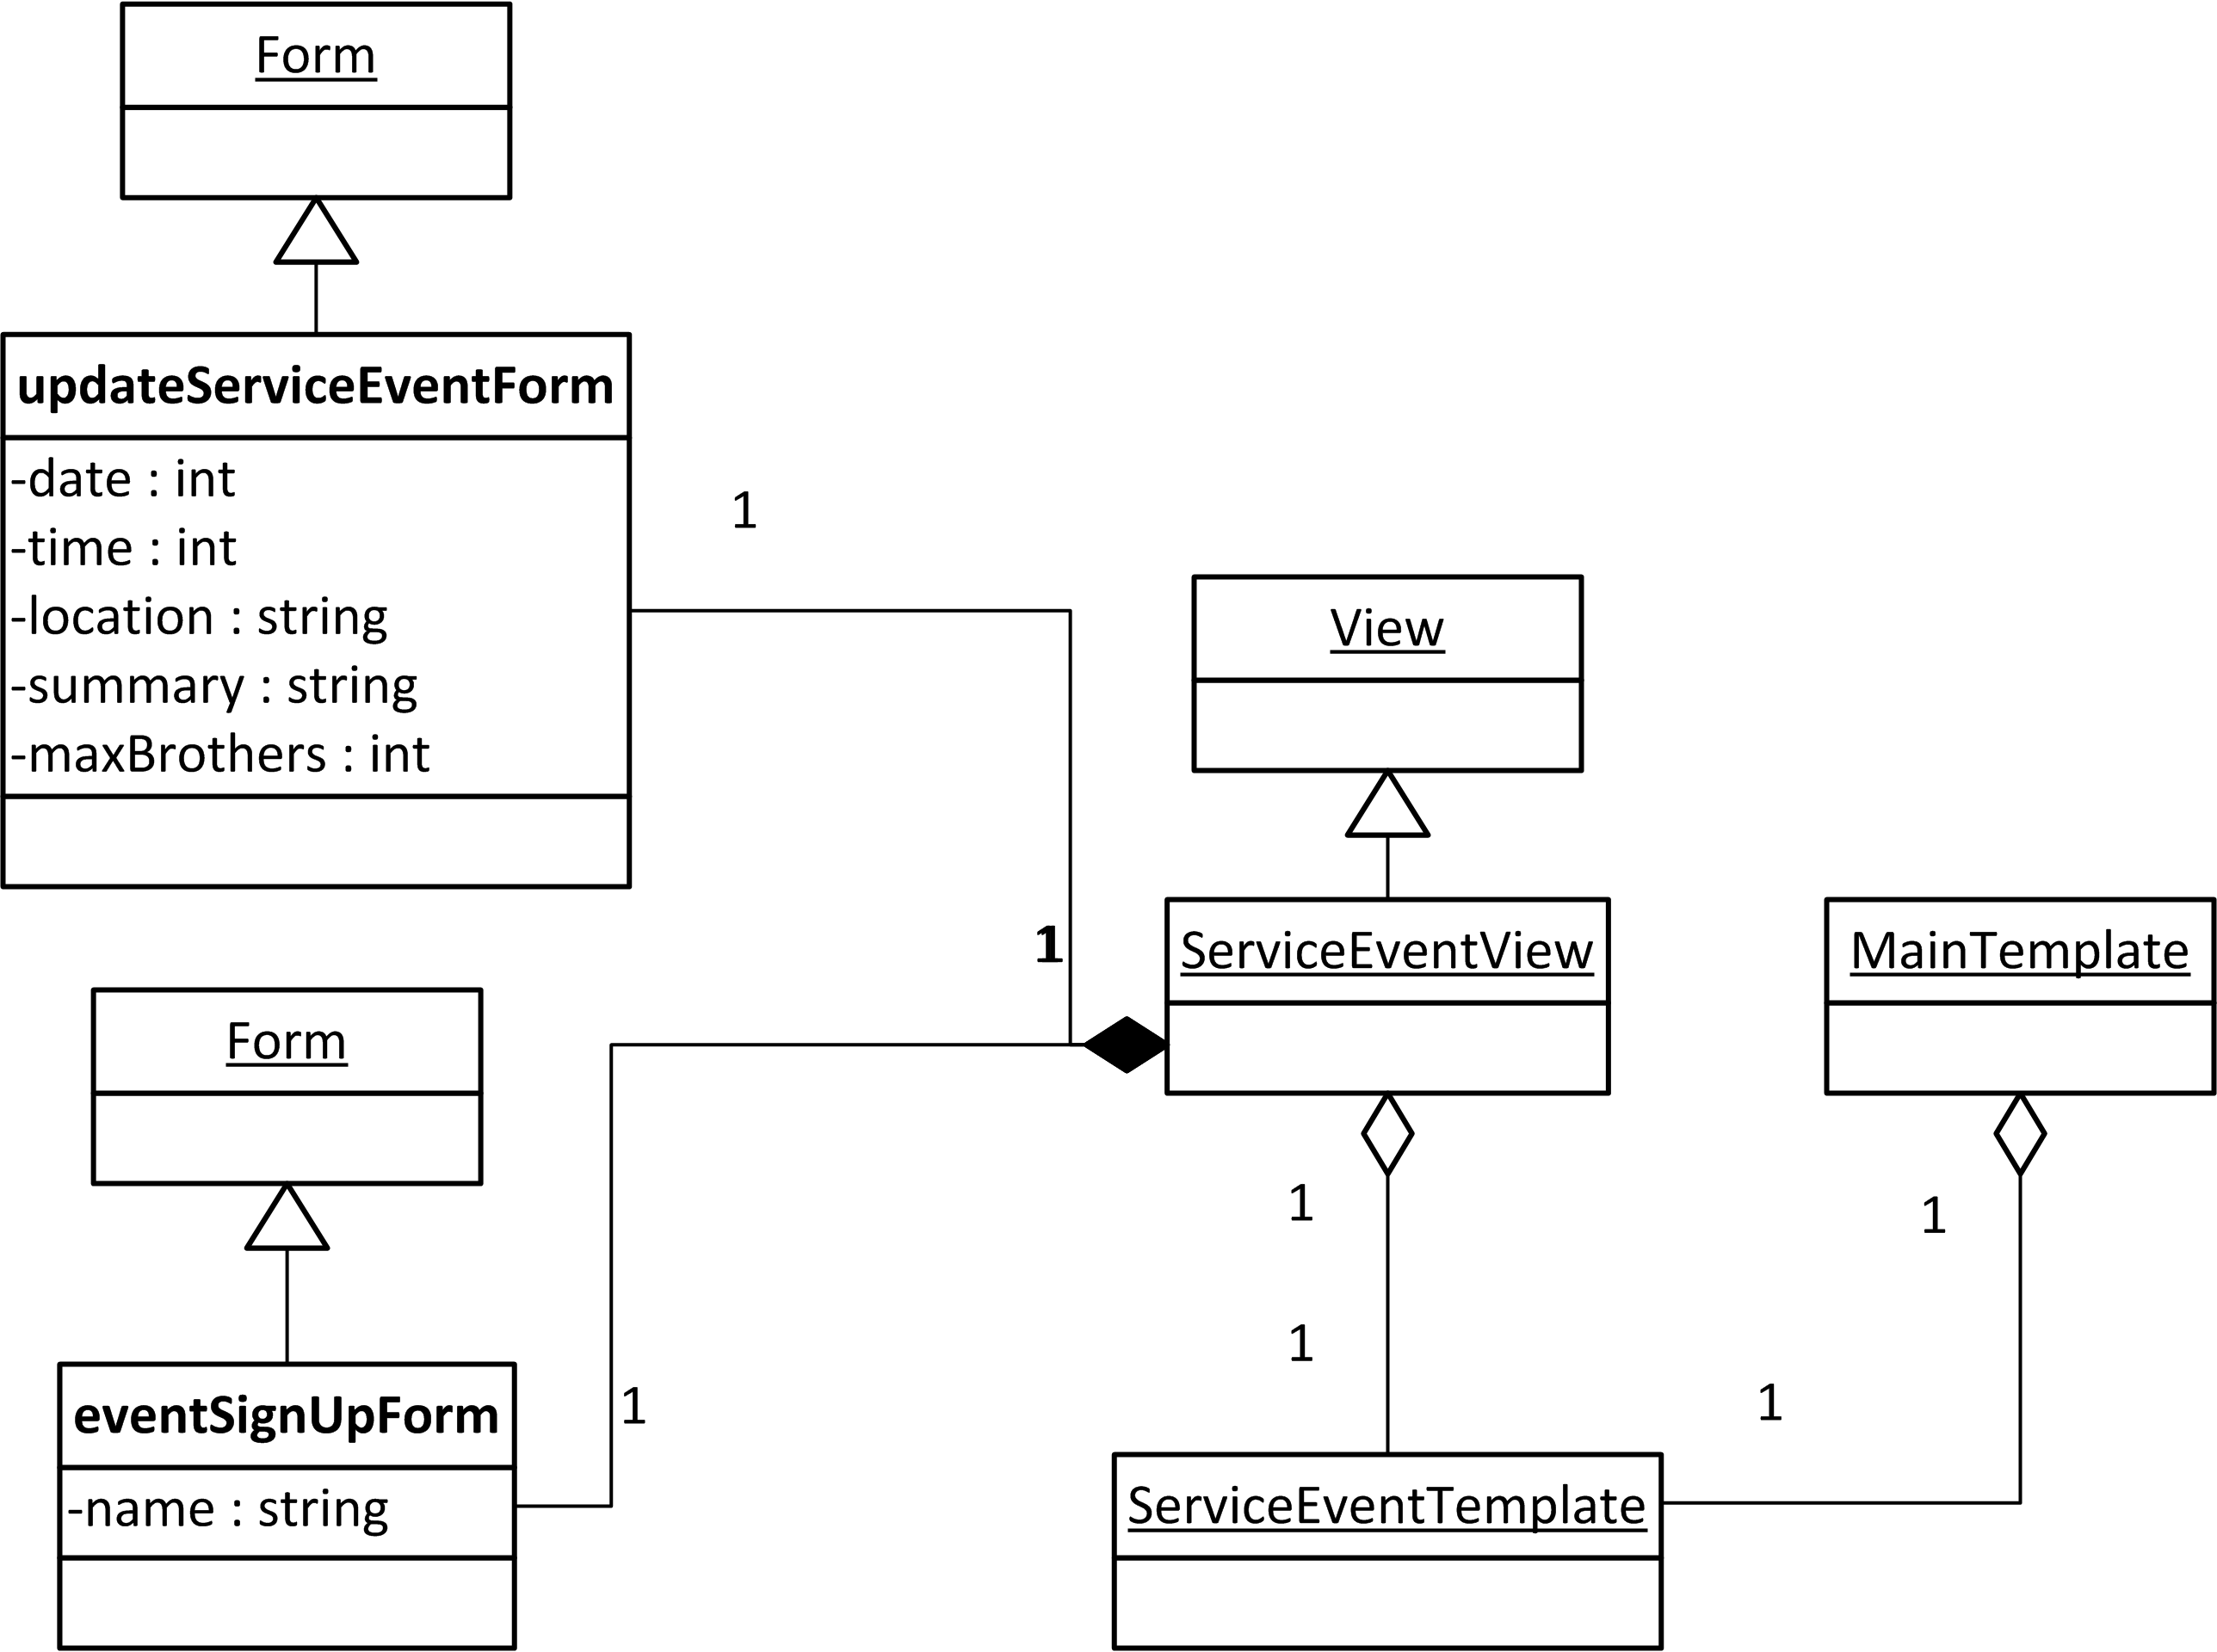 Form
updateServiceEventForm
-date : int
-time : int
-location : string
-summary : string
-maxBrothers : int
1
View
1
ServiceEventView
MainTemplate
Form
1
1
1
1
1
eventSignUpForm
-name : string
ServiceEventTemplate